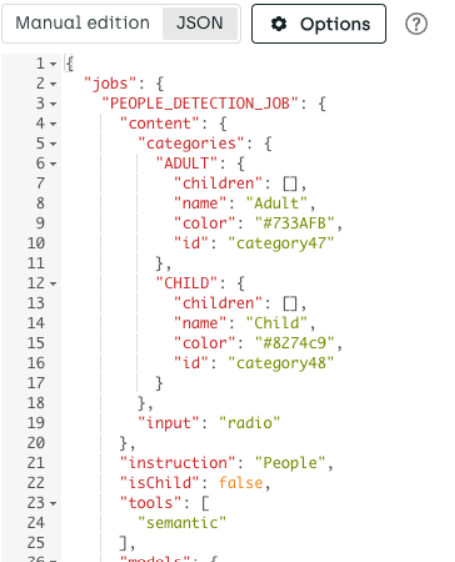 Manual edition JSON Options ?
1 {
2 "jobs": {
3 "PEOPLE_DETECTION_JOB": {
4 "content": {
5 "categories": {
6 "ADULT": {
7 "children": [],
8 "name": "Adult",
9 "color": "#733AFB",
10 "id": "category47"
11 },
12 "CHILD": {
13 "children": [],
14 "name": "Child",
15 "color": "#8274c9",
16 "id": "category48"
17 }
18 },
19 "input": "radio"
20 },
21 "instruction": "People",
22 "isChild": false,
23 "tools": [
24 "semantic"
25 ],
26 "models": {